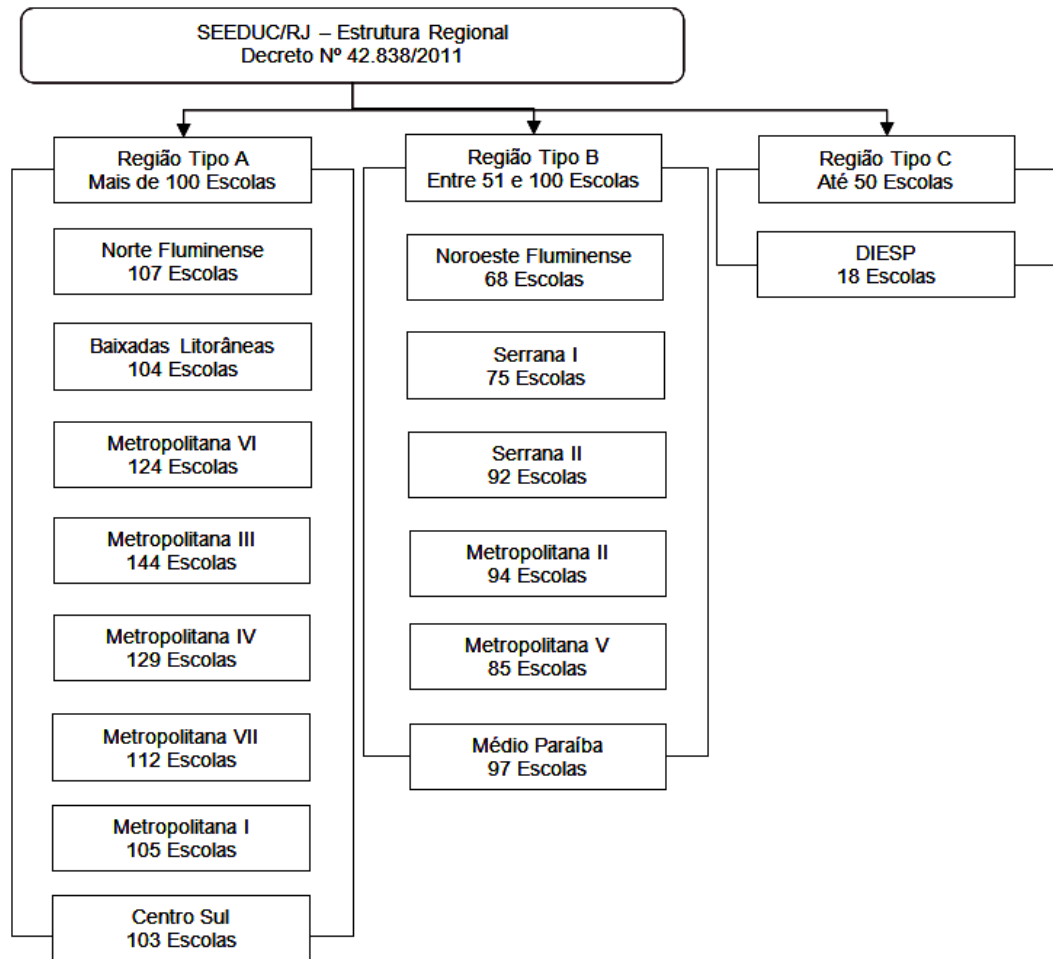 SEEDUC/RJ – Estrutura Regional
Decreto Nº 42.838/2011
Região Tipo A
Mais de 100 Escolas
Norte Fluminense
107 Escolas
Baixadas Litorâneas
104 Escolas
Metropolitana VI
124 Escolas
Metropolitana III
144 Escolas
Metropolitana IV
129 Escolas
Metropolitana VII
112 Escolas
Metropolitana I
105 Escolas
Centro Sul
103 Escolas
Região Tipo B
Entre 51 e 100 Escolas
Noroeste Fluminense
68 Escolas
Serrana I
75 Escolas
Serrana II
92 Escolas
Metropolitana II
94 Escolas
Metropolitana V
85 Escolas
Médio Paraíba
97 Escolas
Região Tipo C
Até 50 Escolas
DIESP
18 Escolas